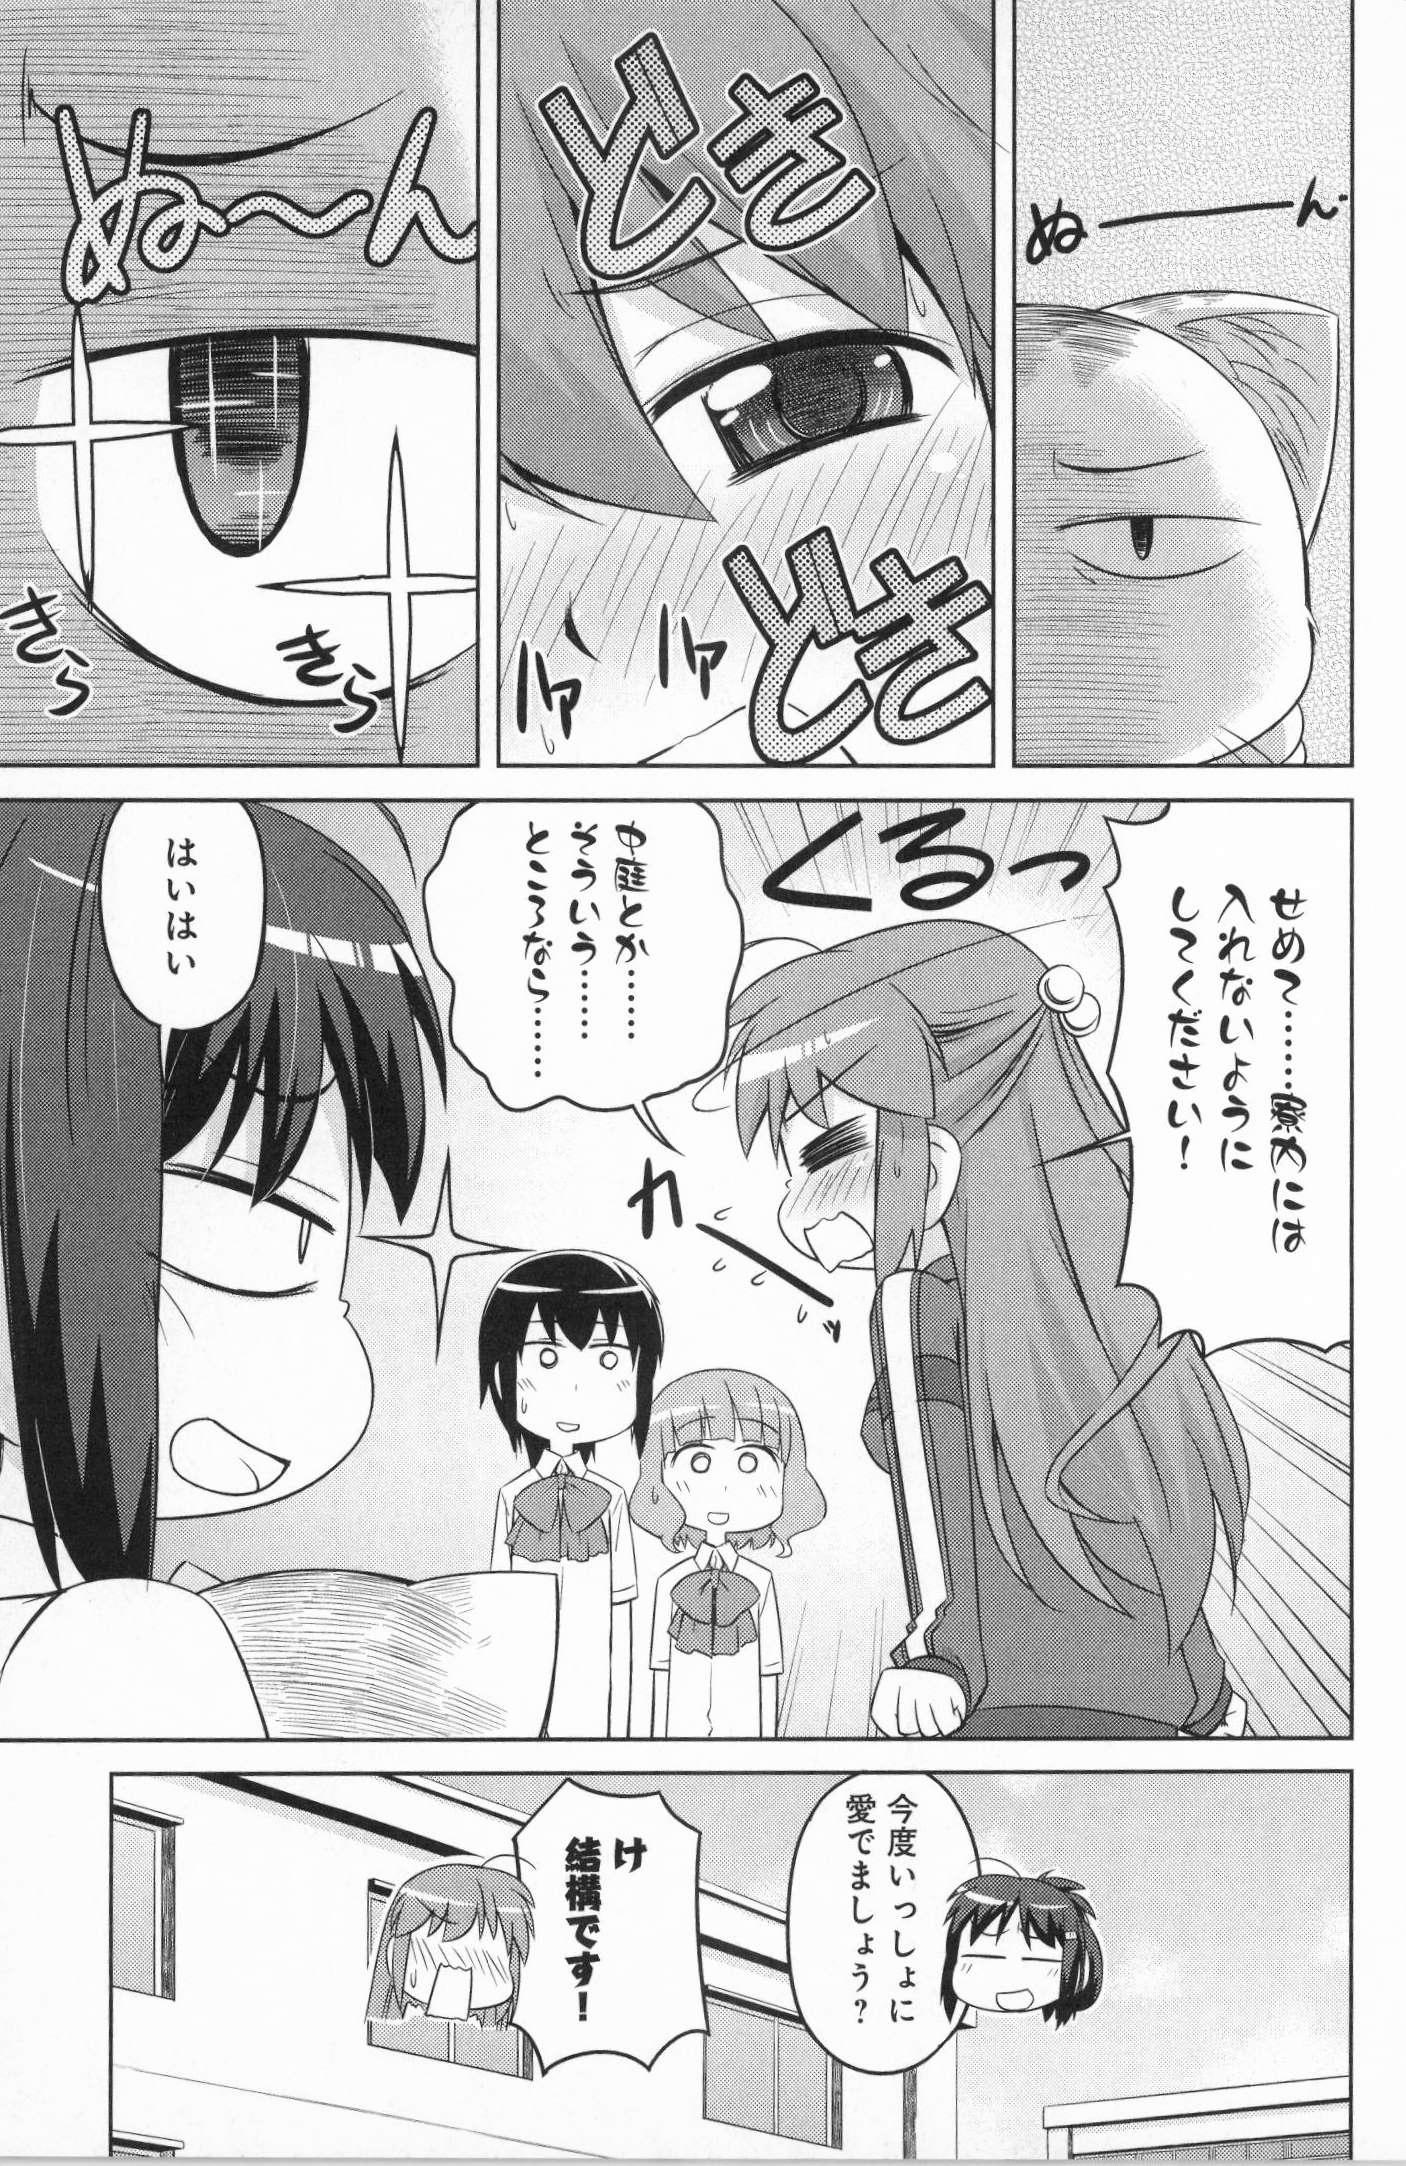 ぬーーーん
どき
どき
ハァ
ハァ
ぬ〜〜ん
きら
きら
せめて……寮内には
入れないように
してください！
くるっ
中庭とか……
そういう……
ところなら……
カーーッ
はいはい
今度いっしょに
愛でましょう？
け
結構です！